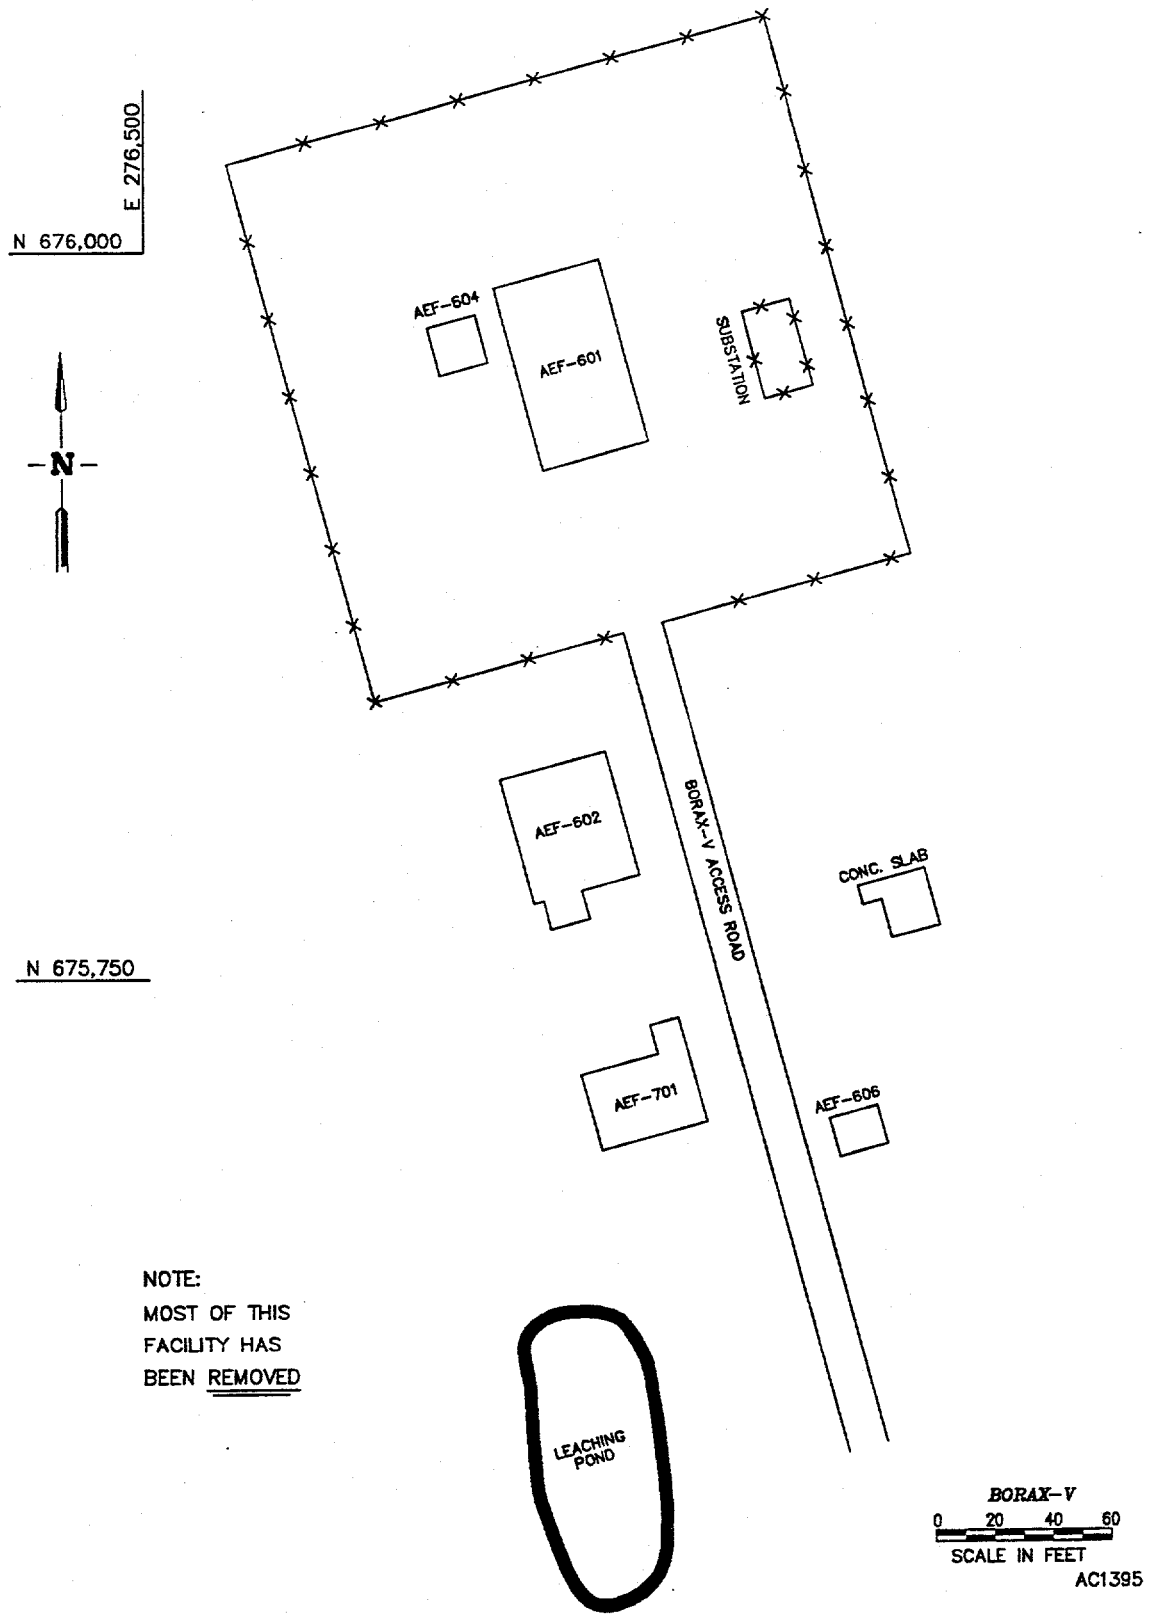 E 276,500
N 676,000
AEF-604
AEF-601
SUBSTATION
-N-
AEF-602
BORAX-V ACCESS ROAD
CONC. SLAB
N 675,750
AEF-701
AEF-606
NOTE:
MOST OF THIS
FACILITY HAS
BEEN REMOVED
LEACHING
POND
BORAX-V
0 20 40 60
SCALE IN FEET
AC1395